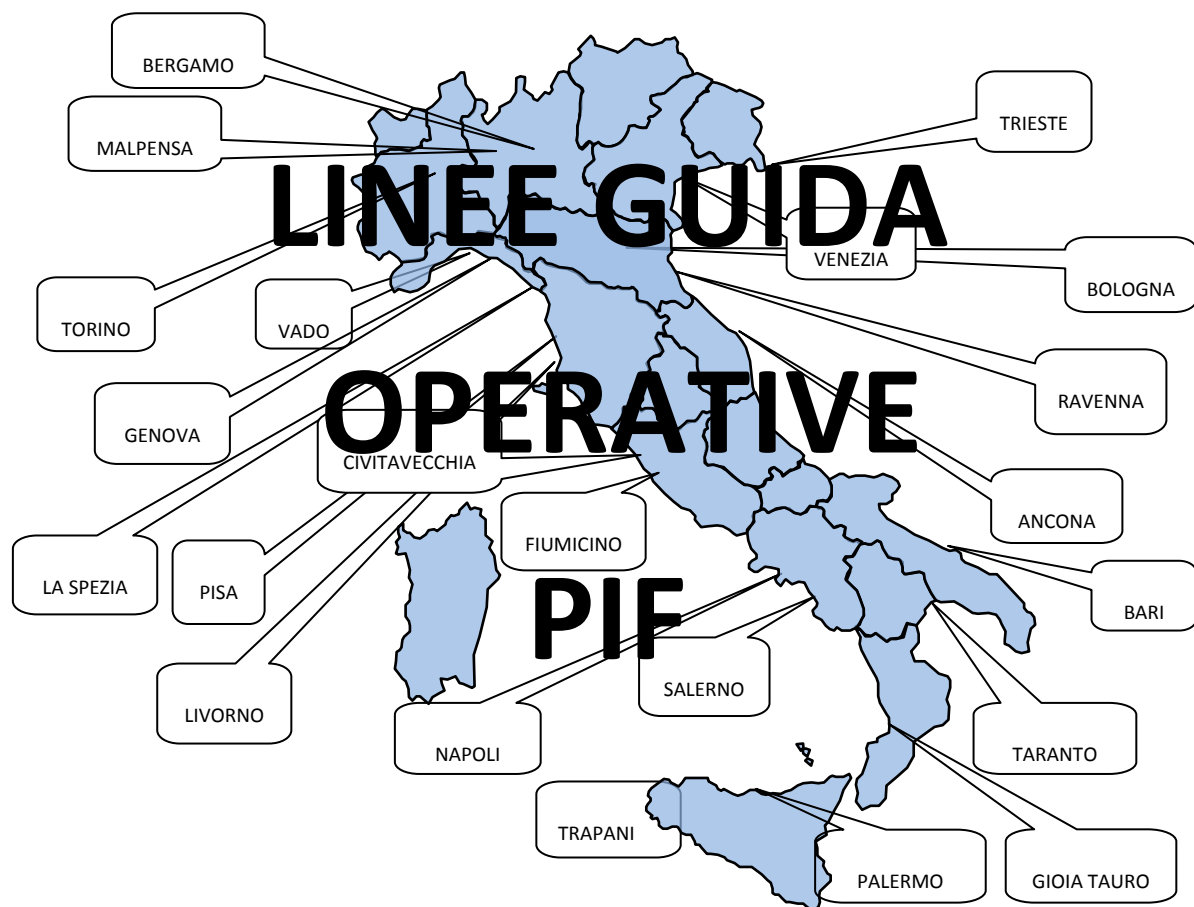 BERGAMO
MALPENSA
TRIESTE
LINEE GUIDA
VENEZIA
BOLOGNA
TORINO
VADO
OPERATIVE
RAVENNA
GENOVA
CIVITAVECCHIA
ANCONA
FIUMICINO
LA SPEZIA
PISA
PIF
BARI
SALERNO
LIVORNO
NAPOLI
TARANTO
TRAPANI
PALERMO
GIOIA TAURO